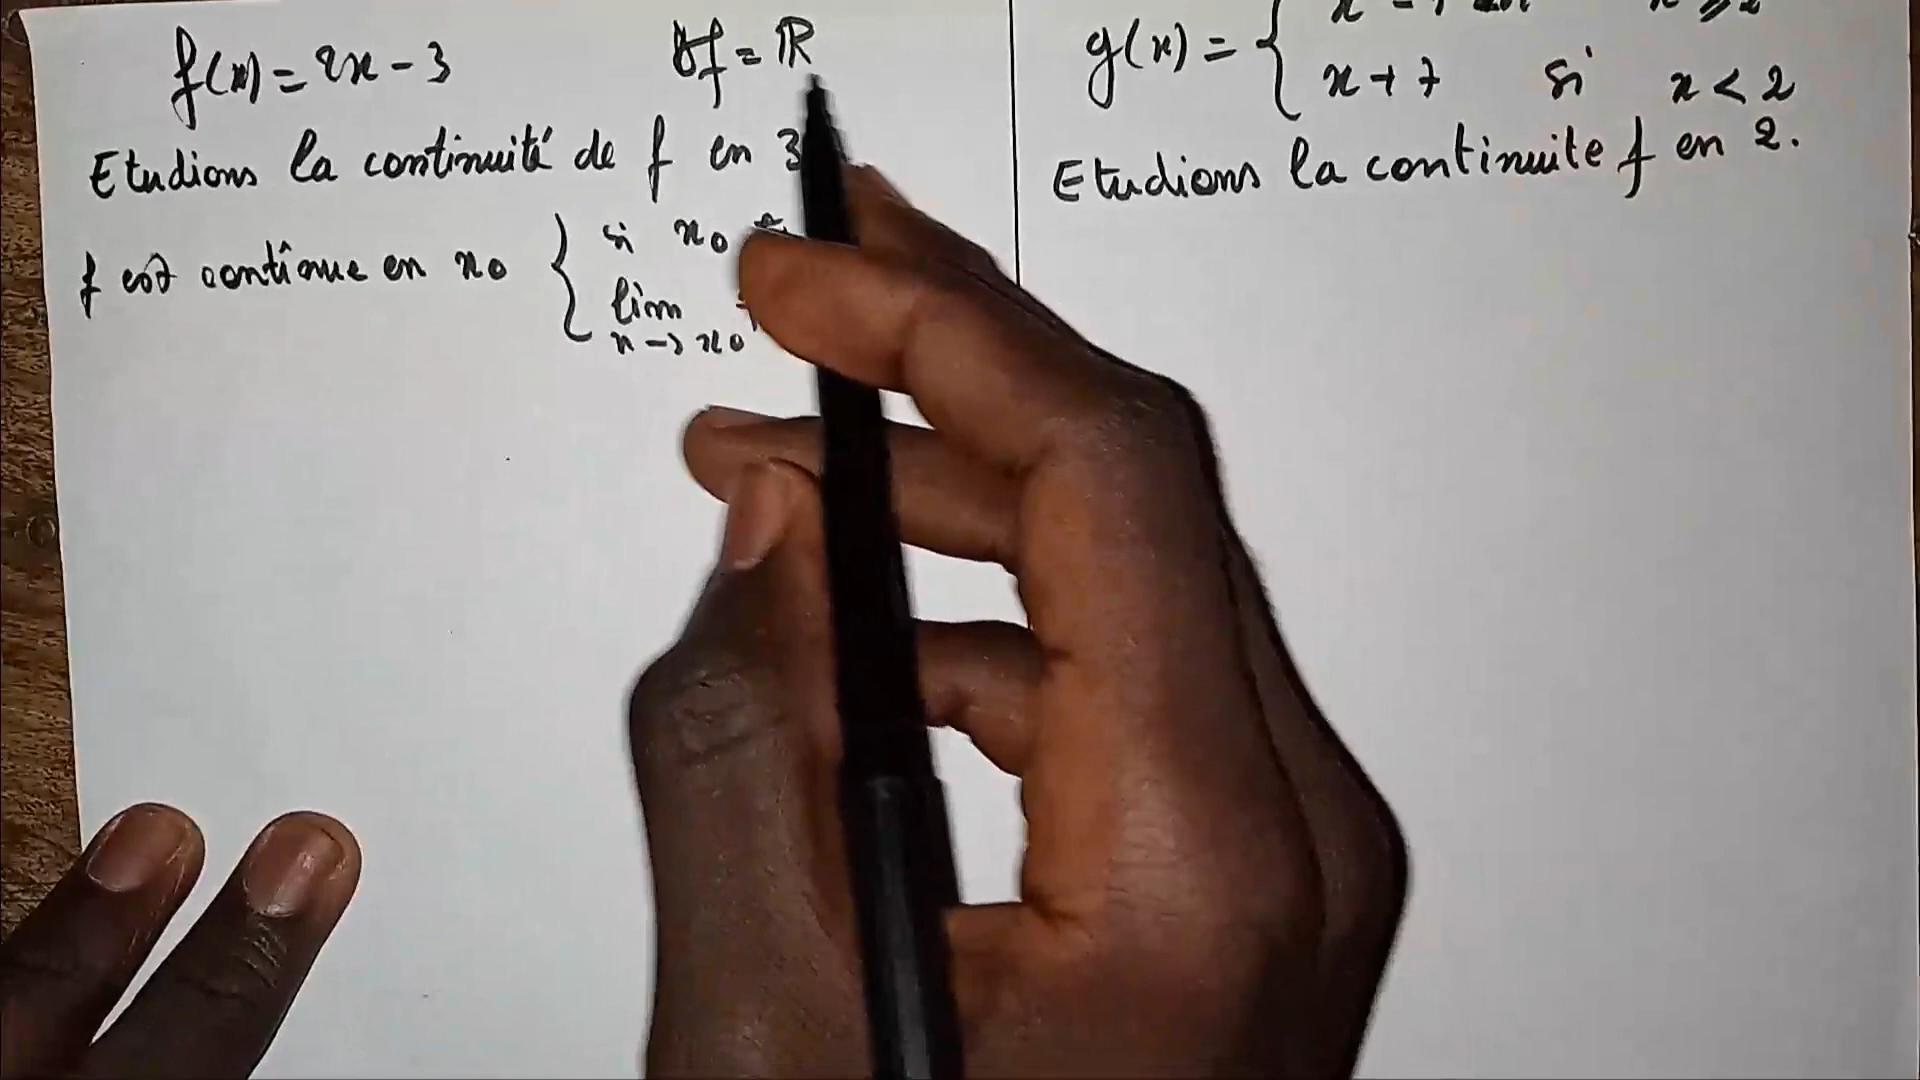 f(x) = 2x - 3
Df = ℝ
Etudions la continuité de f en 3
f est continue en x0 { si x0
lim
x -> x0
g(x) = {
x + 7 si x < 2
Etudions la continuite f en 2.